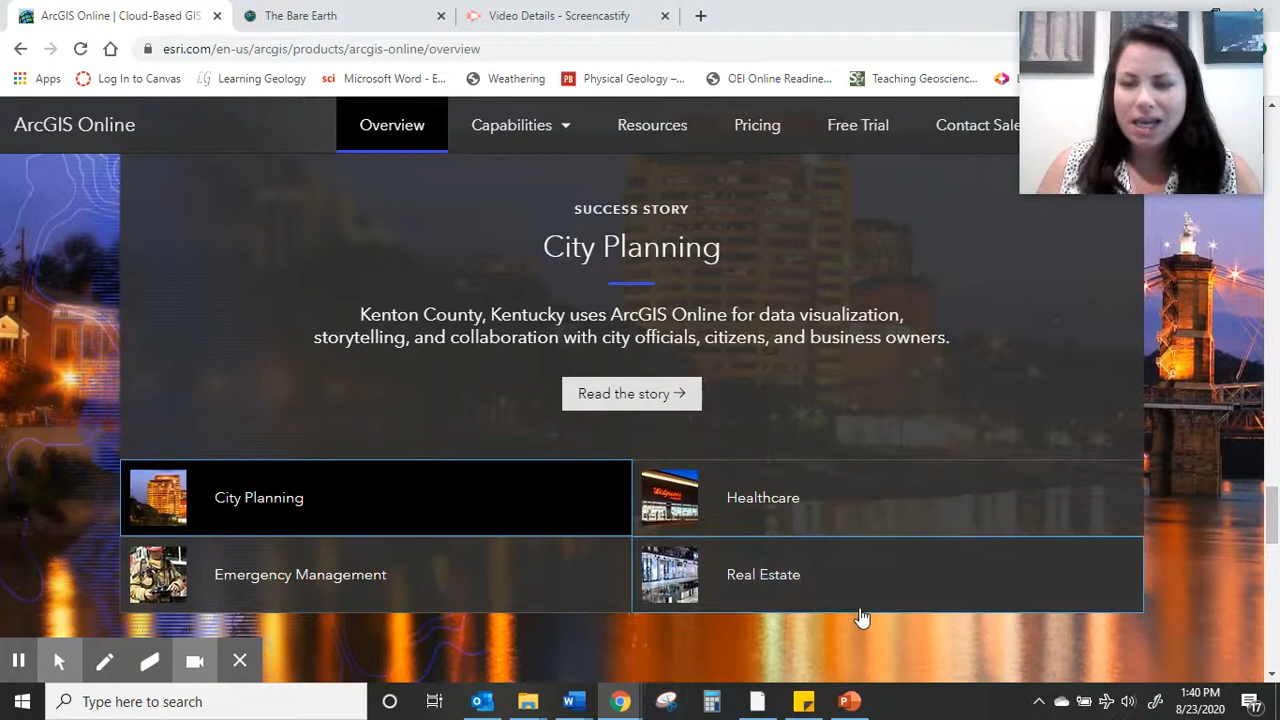 ArcGIS Online | Cloud-Based GIS
The Bare Earth
Video Details - Screencastify
esri.com/en-us/arcgis/products/arcgis-online/overview
Apps
Log In to Canvas
Learning Geology
Microsoft Word - E...
Weathering
Physical Geology –...
OEI Online Readine...
Teaching Geoscienc...
ArcGIS Online
Overview
Capabilities
Resources
Pricing
Free Trial
Contact Sale
SUCCESS STORY
City Planning
Kenton County, Kentucky uses ArcGIS Online for data visualization,
storytelling, and collaboration with city officials, citizens, and business owners.
Read the story →
City Planning
Healthcare
Emergency Management
Real Estate
Type here to search
1:40 PM
8/23/2020
17